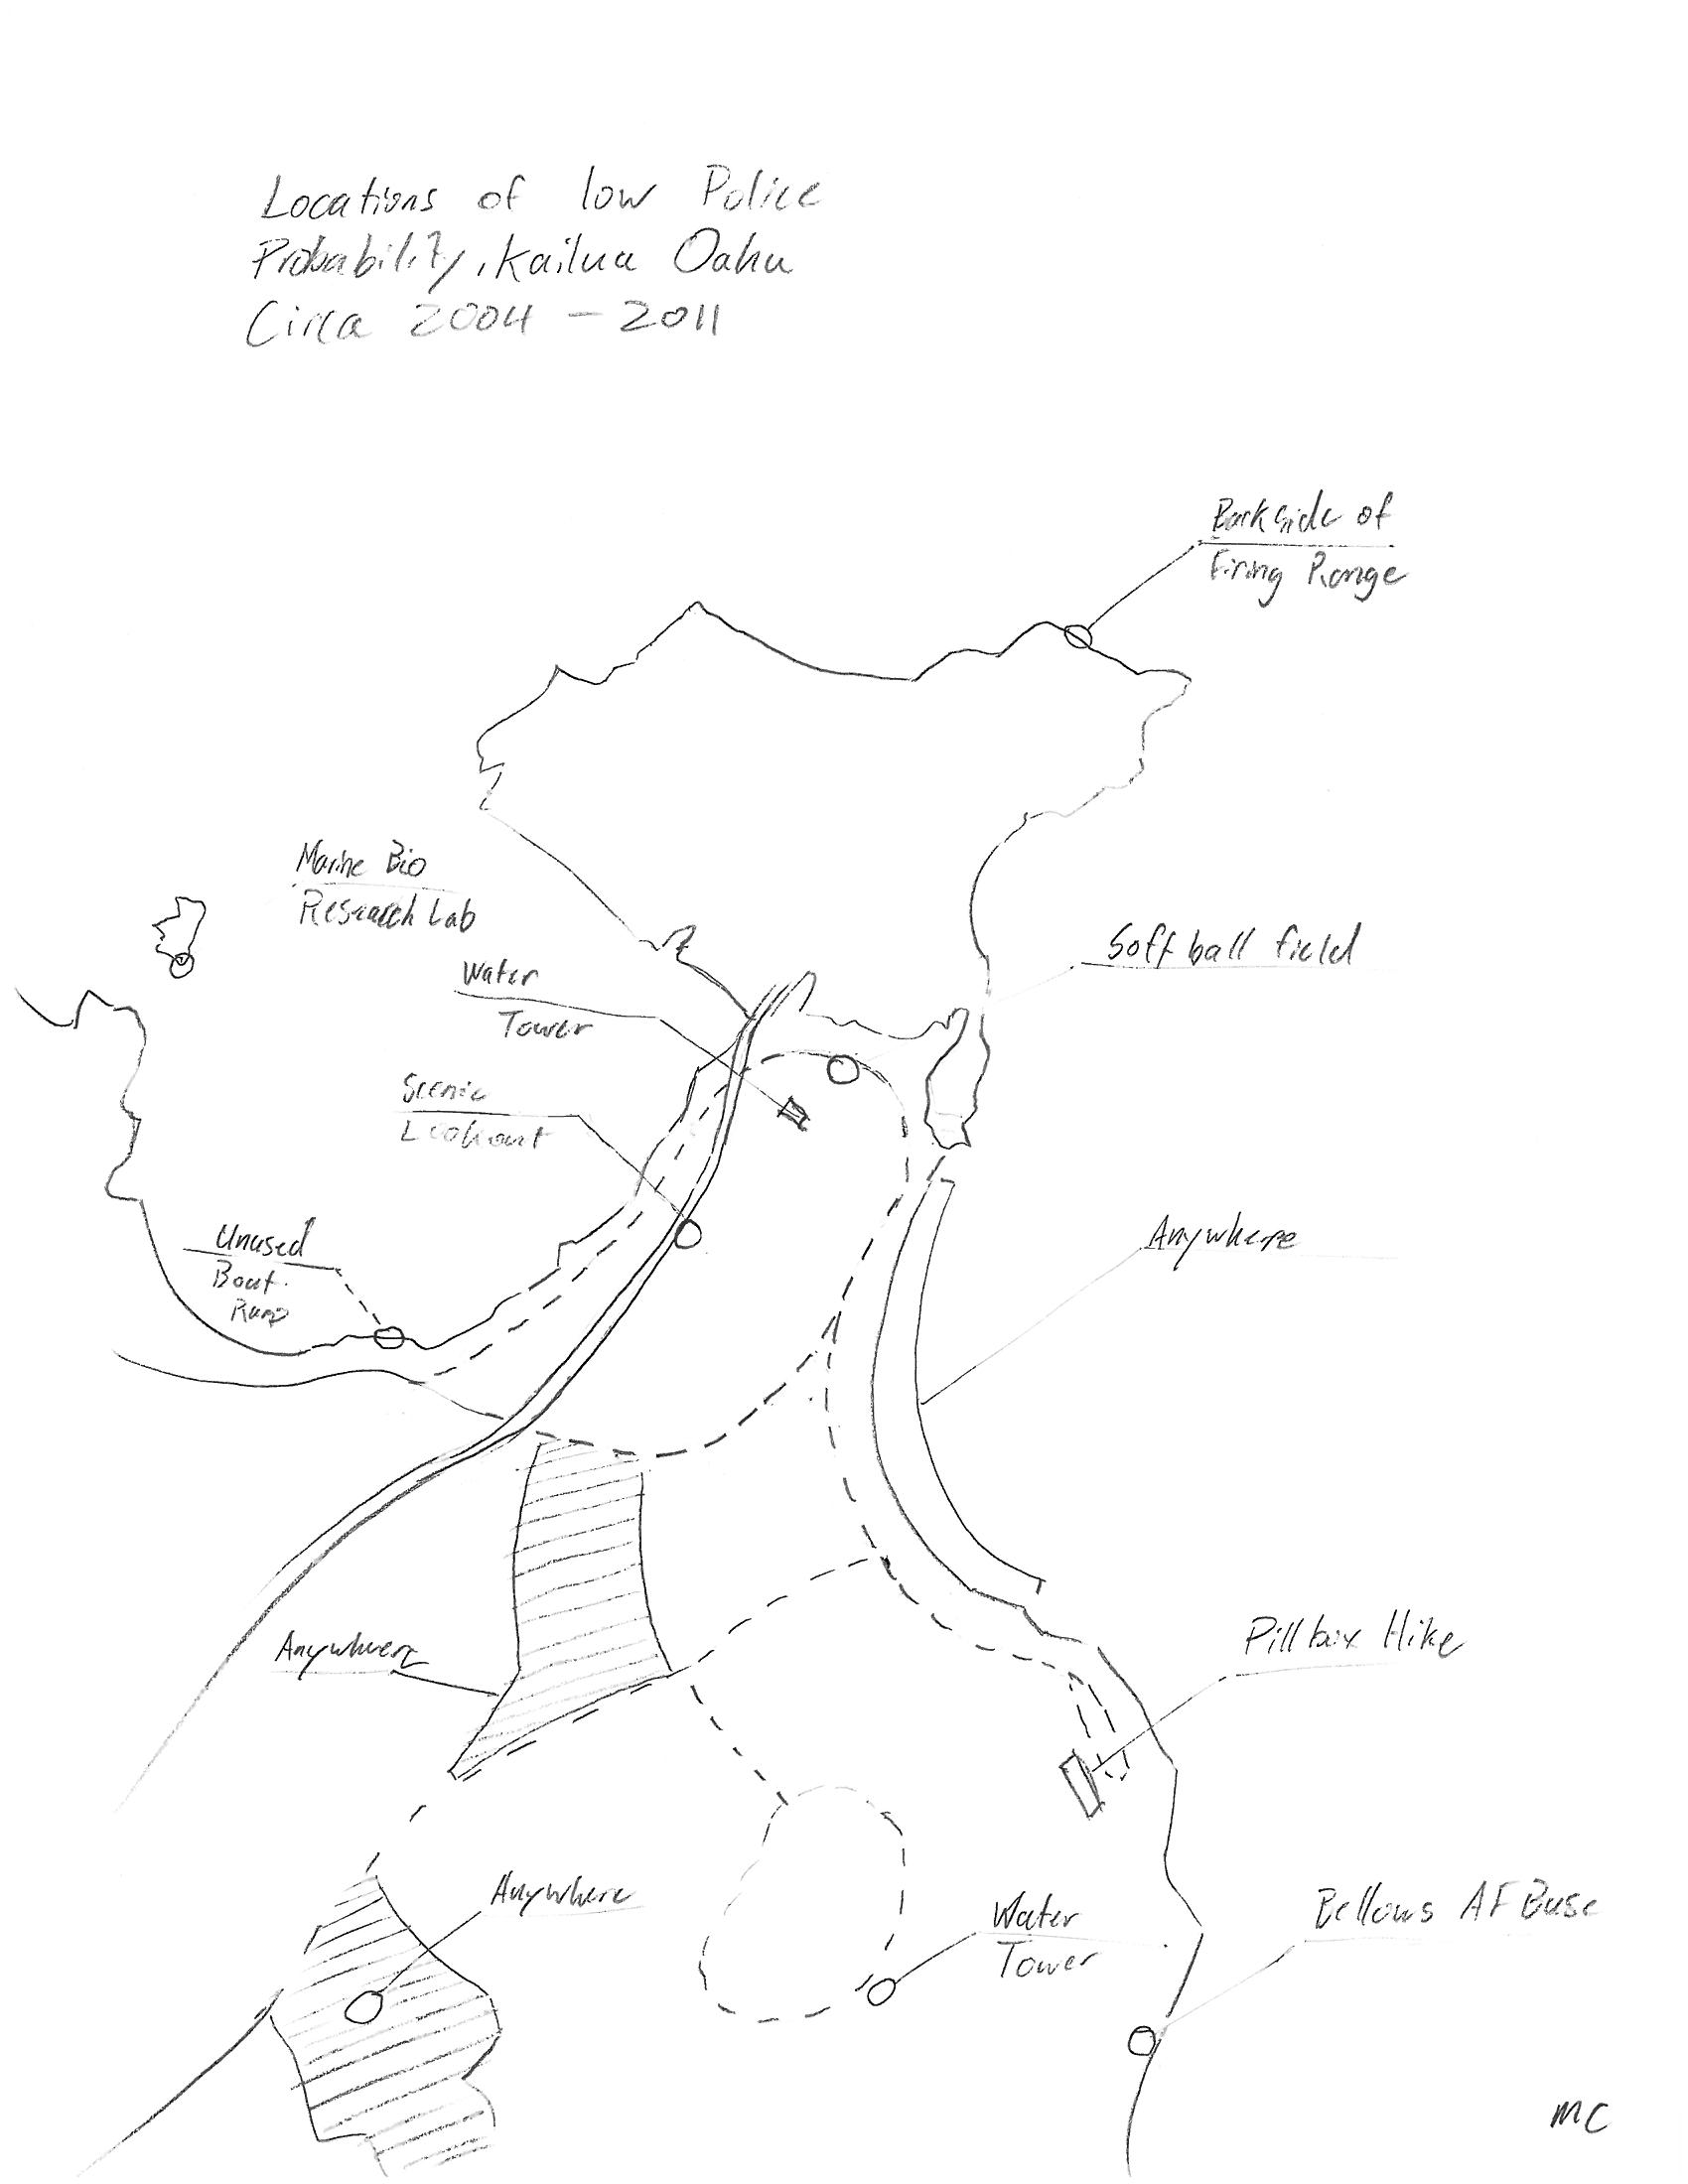 Locations of low Police
Probability, Kailua Oahu
Circa 2004 - 2011
Backside of
Firing Range
Marine Bio
Research Lab
Softball field
Water
Tower
Scenic
Lookout
Unused
Boat
Ramp
Anywhere
Anywhere
Pillbox Hike
Anywhere
Water
Tower
Bellows AF Base
MC